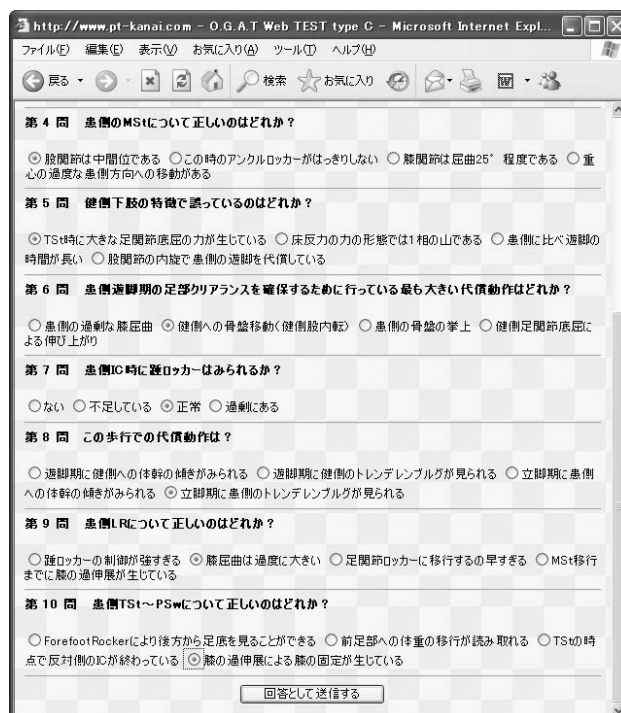 http://www.pt-kanai.com - O.G.A.T Web TEST type C - Microsoft Internet Expl...
ファイル(F) 編集(E) 表示(V) お気に入り(A) ツール(T) ヘルプ(H)
戻る 検索 お気に入り
第 4 問 患側のMStについて正しいのはどれか？
股関節は中間位である この時のアンクルロッカーがはっきりしない 膝関節は屈曲25°程度である 重
心の過度な患側方向への移動がある
第 5 問 健側下肢の特徴で誤っているのはどれか？
TSt時に大きな足関節底屈の力が生じている 床反力の力の形態では1相の山である 患側に比べ遊脚の
時間が長い 股関節の内旋で患側の遊脚を代償している
第 6 問 患側遊脚期の足部クリアランスを確保するために行っている最も大きい代償動作はどれか？
患側の過剰な膝屈曲 健側への骨盤移動(健側股内転) 患側の骨盤の挙上 健側足関節底屈に
よる伸び上がり
第 7 問 患側IC時に踵ロッカーはみられるか？
ない 不足している 正常 過剰にある
第 8 問 この歩行での代償動作は？
遊脚期に健側への体幹の傾きがみられる 遊脚期に健側のトレンデレンブルグが見られる 立脚期に患側
への体幹の傾きがみられる 立脚期に患側のトレンデレンブルグが見られる
第 9 問 患側LRについて正しいのはどれか？
踵ロッカーの制御が強すぎる 膝屈曲は過度に大きい 足関節ロッカーに移行するの早すぎる MSt移行
までに膝の過伸展が生じている
第 10 問 患側TSt～PSwについて正しいのはどれか？
ForefootRockerにより後方から足底を見ることができる 前足部への体重の移行が読み取れる TStの時
点で反対側のICが終わっている 膝の過伸展による膝の固定が生じている
回答として送信する